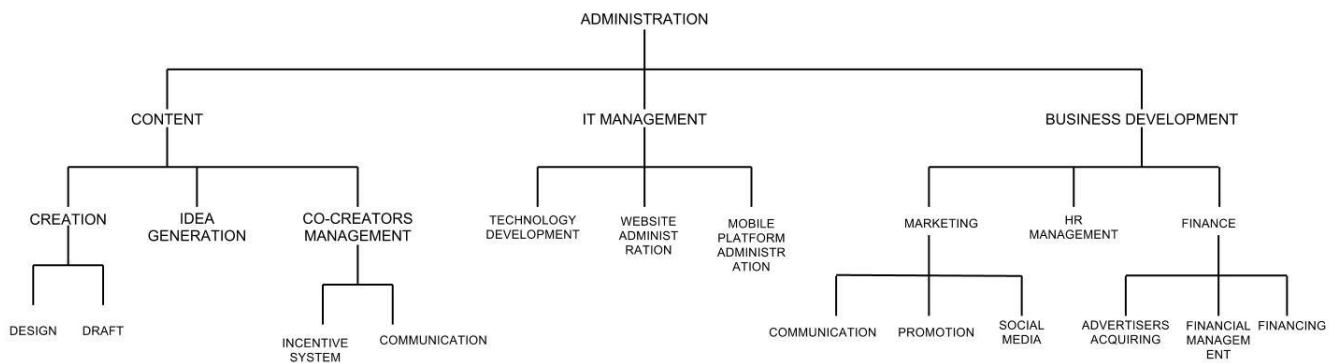 ADMINISTRATION
CONTENT
IT MANAGEMENT
BUSINESS DEVELOPMENT
CREATION
IDEA
GENERATION
CO-CREATORS
MANAGEMENT
TECHNOLOGY
DEVELOPMENT
WEBSITE
ADMINIST
RATION
MOBILE
PLATFORM
ADMINISTR
ATION
MARKETING
HR
MANAGEMENT
FINANCE
DESIGN
DRAFT
INCENTIVE
SYSTEM
COMMUNICATION
COMMUNICATION
PROMOTION
SOCIAL
MEDIA
ADVERTISERS
ACQUIRING
FINANCIAL
MANAGEM
ENT
FINANCING